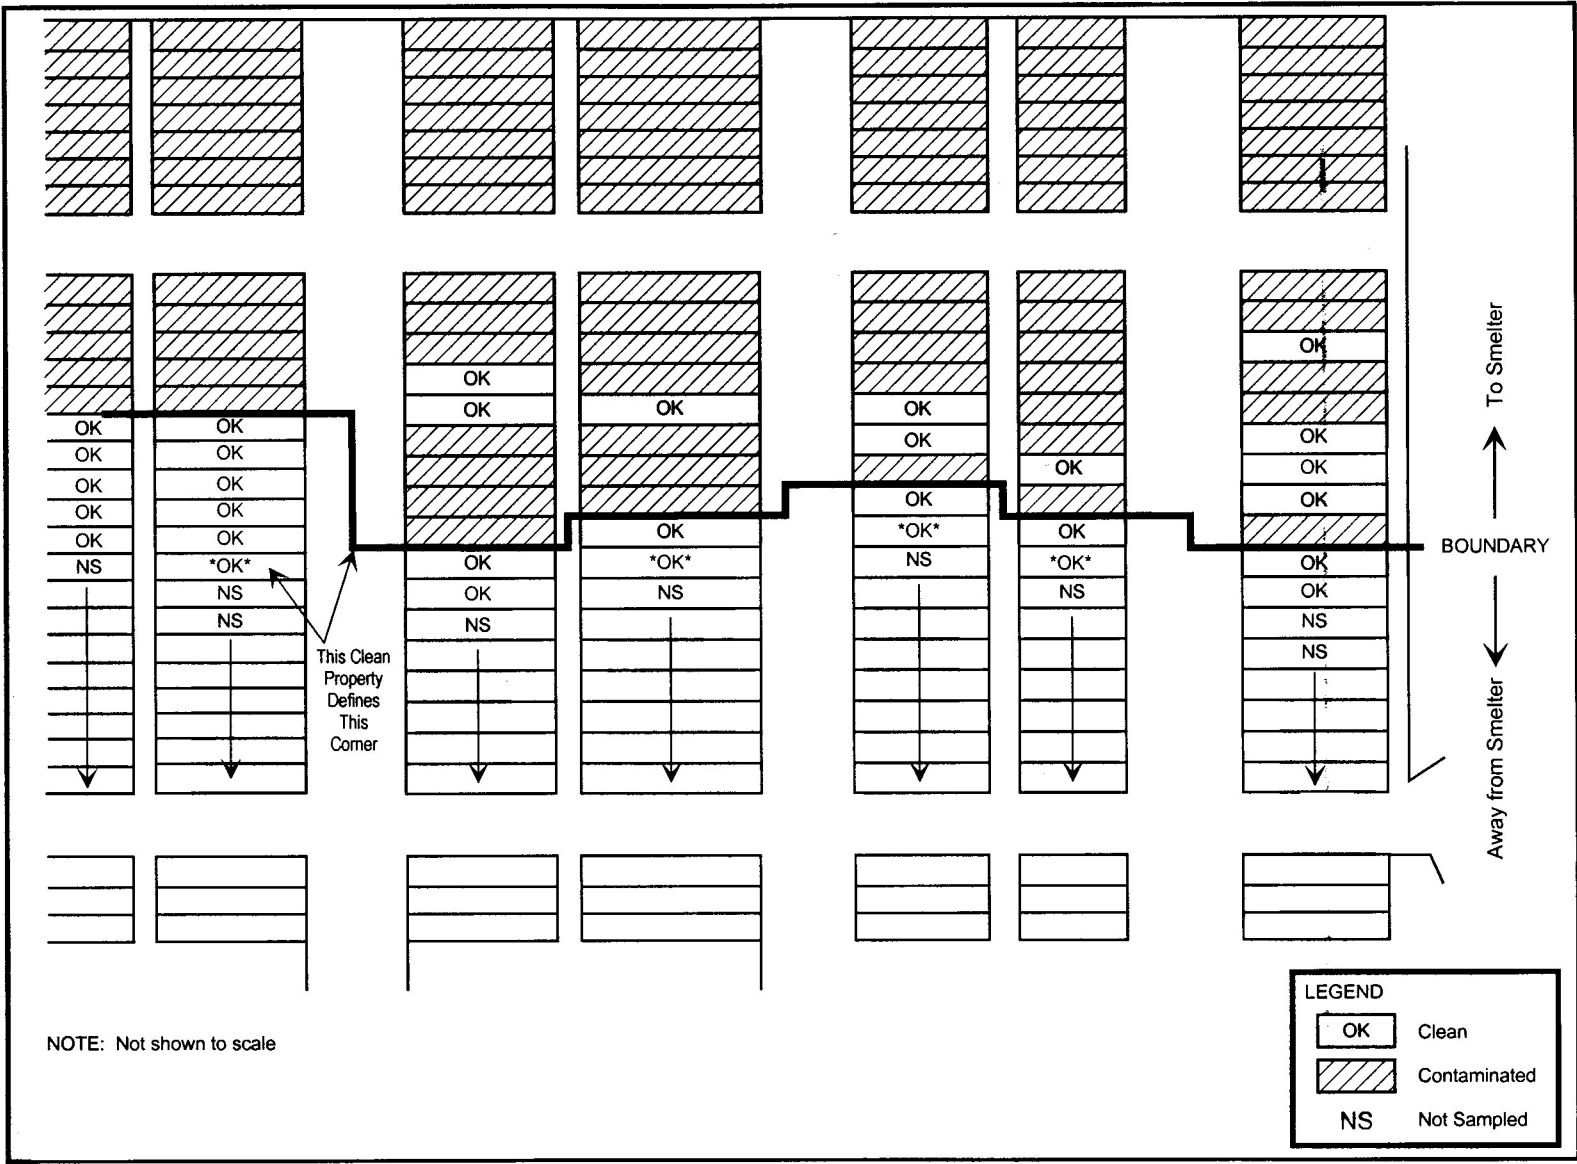 OK
OK
OK
OK
OK
NS
OK
OK
OK
OK
OK
*OK*
NS
NS
This Clean
Property
Defines
This
Corner
OK
OK
OK
OK
NS
OK
OK
*OK*
NS
OK
OK
OK
*OK*
NS
OK
OK
*OK*
NS
OK
OK
OK
OK
OK
OK
NS
NS
To Smelter
BOUNDARY
Away from Smelter
NOTE: Not shown to scale
LEGEND
OK Clean
Contaminated
NS Not Sampled